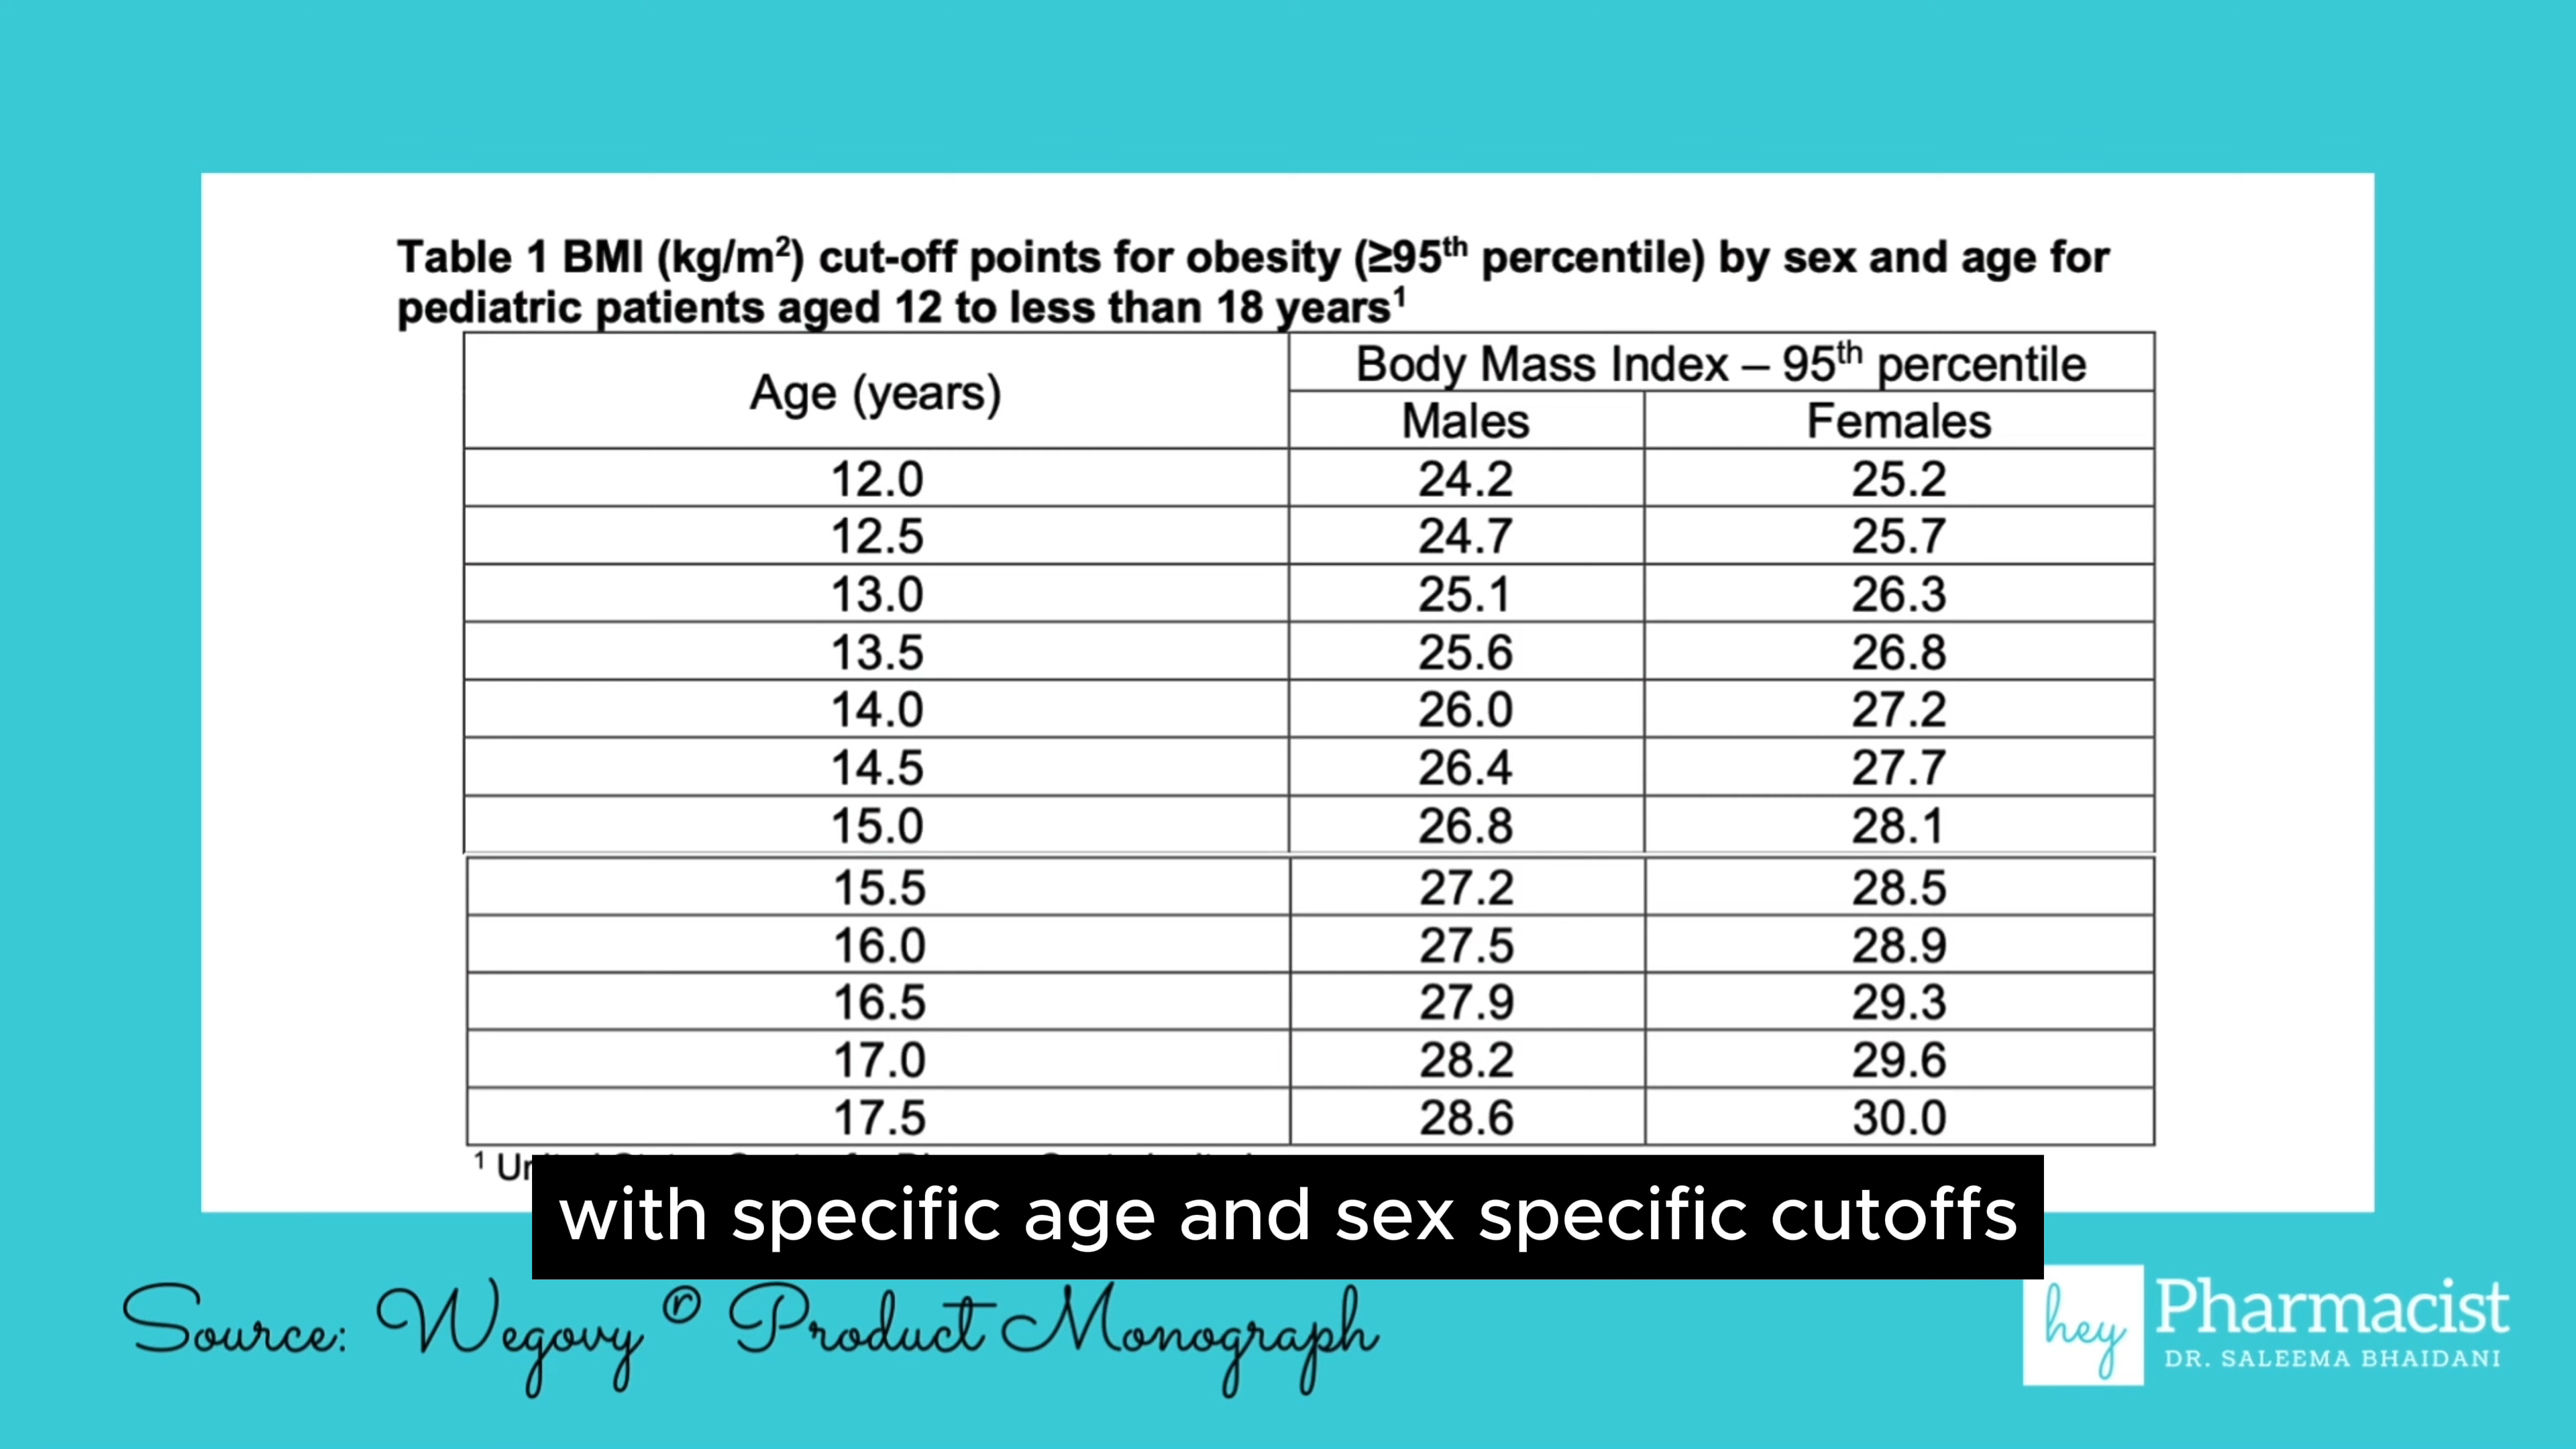 Table 1 BMI (kg/m²) cut-off points for obesity (≥95th percentile) by sex and age for
pediatric patients aged 12 to less than 18 years¹
Age (years)
Body Mass Index – 95th percentile
Males Females
12.0 24.2 25.2
12.5 24.7 25.7
13.0 25.1 26.3
13.5 25.6 26.8
14.0 26.0 27.2
14.5 26.4 27.7
15.0 26.8 28.1
15.5 27.2 28.5
16.0 27.5 28.9
16.5 27.9 29.3
17.0 28.2 29.6
17.5 28.6 30.0
with specific age and sex specific cutoffs
Source: Wegovy ® Product Monograph
hey Pharmacist
DR. SALEEMA BHAIDANI